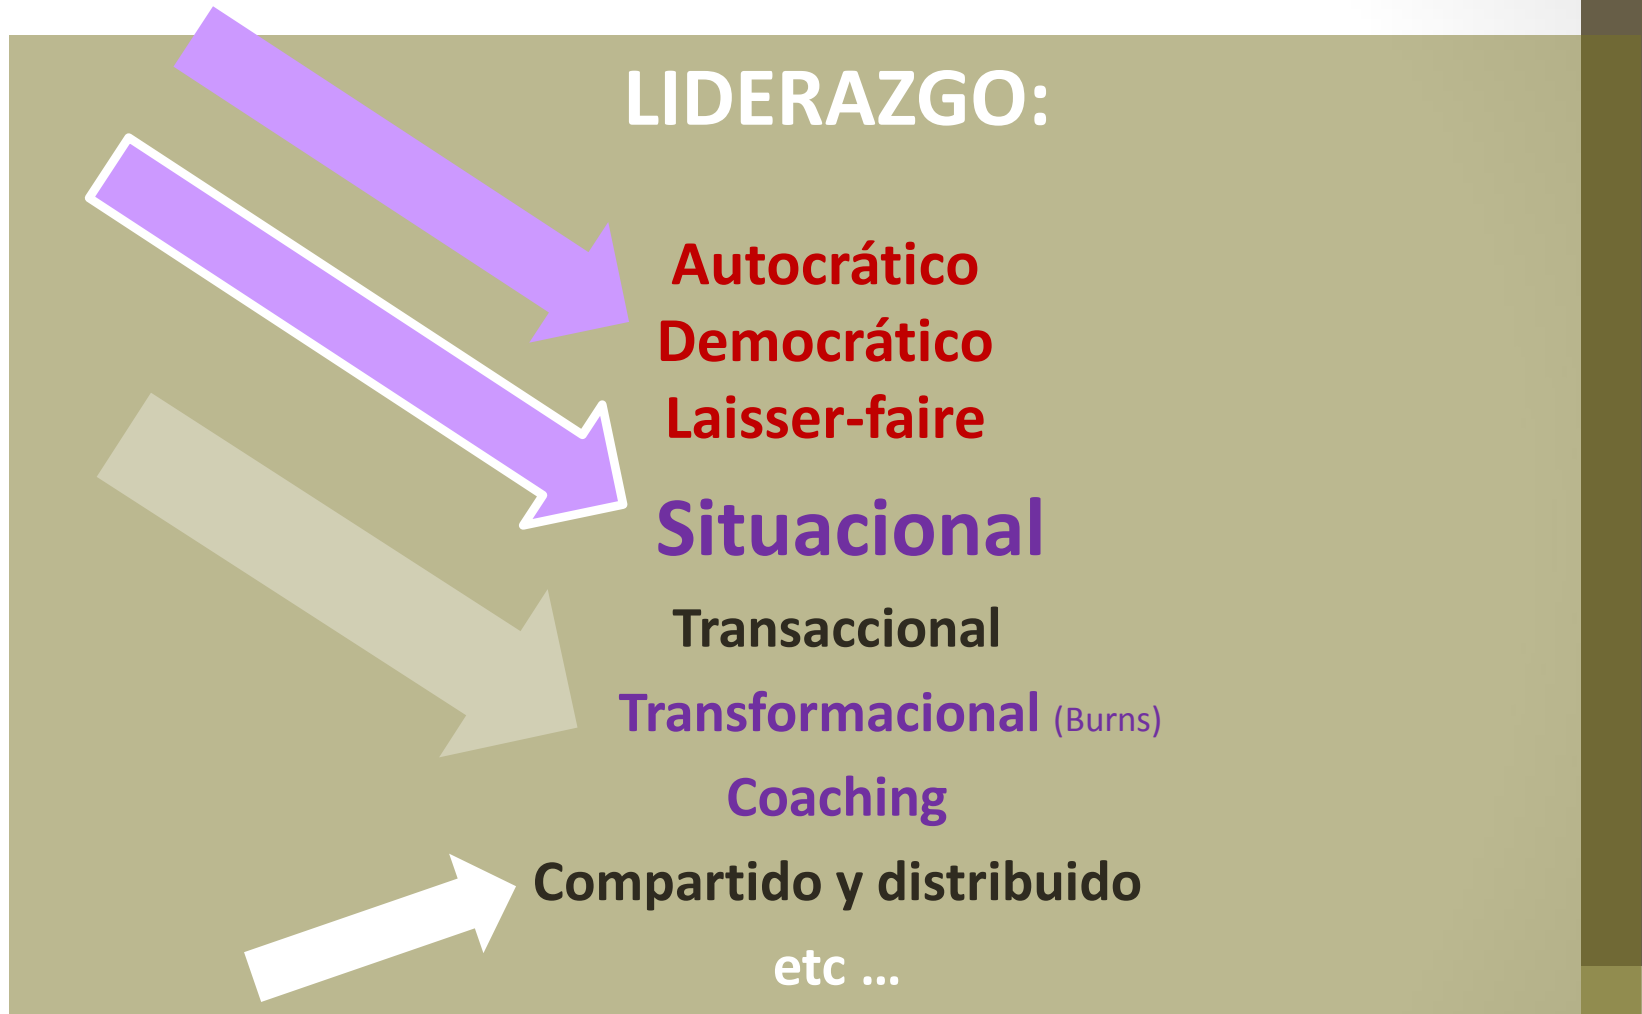 LIDERAZGO:
Autocrático
Democrático
Laisser-faire
Situacional
Transaccional
Transformacional (Burns)
Coaching
Compartido y distribuido
etc ...